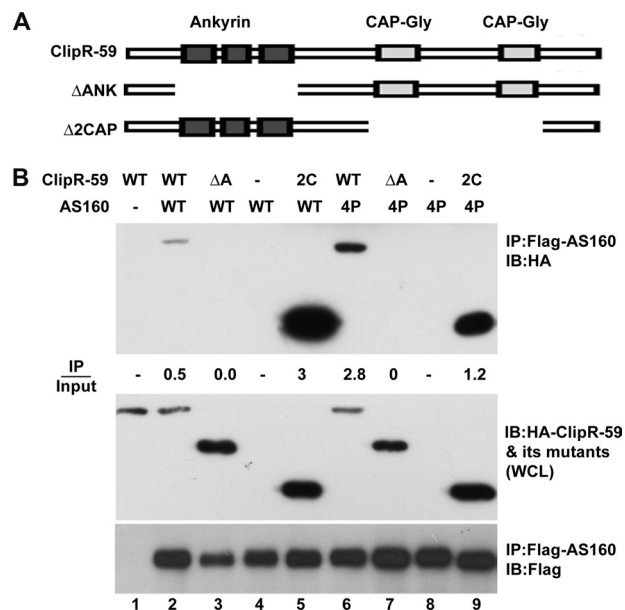 A
Ankyrin CAP-Gly CAP-Gly
ClipR-59
ΔANK
Δ2CAP
B
ClipR-59 WT WT ΔA - 2C WT ΔA - 2C
AS160 - WT WT WT WT 4P 4P 4P 4P
IP:Flag-AS160
IB:HA
IP
Input
- 0.5 0.0 - 3 2.8 0 - 1.2
IB:HA-ClipR-59
& its mutants
(WCL)
IP:Flag-AS160
IB:Flag
1 2 3 4 5 6 7 8 9